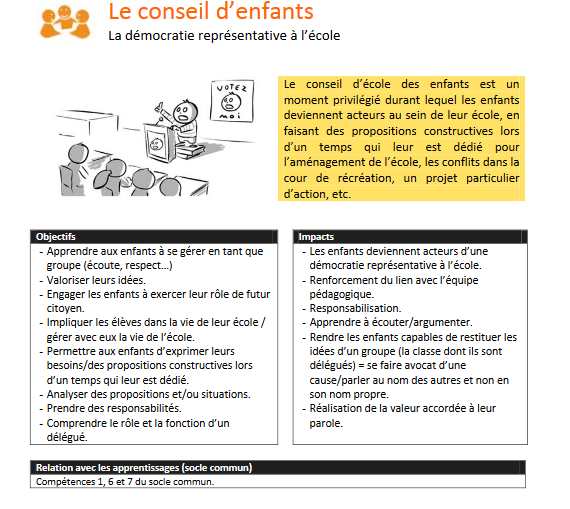 Le conseil d'enfants
La démocratie représentative à l'école
VOTEZ
MOI
Le conseil d'école des enfants est un
moment privilégié durant lequel les enfants
deviennent acteurs au sein de leur école, en
faisant des propositions constructives lors
d'un temps qui leur est dédié pour
l'aménagement de l'école, les conflits dans la
cour de récréation, un projet particulier
d'action, etc.
Objectifs
- Apprendre aux enfants à se gérer en tant que
groupe (écoute, respect...)
- Valoriser leurs idées.
- Engager les enfants à exercer leur rôle de futur
citoyen.
- Impliquer les élèves dans la vie de leur école /
gérer avec eux la vie de l'école.
- Permettre aux enfants d'exprimer leurs
besoins/des propositions constructives lors
d'un temps qui leur est dédié.
- Analyser des propositions et/ou situations.
- Prendre des responsabilités.
- Comprendre le rôle et la fonction d'un
délégué.
Impacts
- Les enfants deviennent acteurs d'une
démocratie représentative à l'école.
- Renforcement du lien avec l'équipe
pédagogique.
- Responsabilisation.
- Apprendre à écouter/argumenter.
- Rendre les enfants capables de restituer les
idées d'un groupe (la classe dont ils sont
délégués) = se faire avocat d'une
cause/parler au nom des autres et non en
son nom propre.
- Réalisation de la valeur accordée à leur
parole.
Relation avec les apprentissages (socle commun)
Compétences 1, 6 et 7 du socle commun.